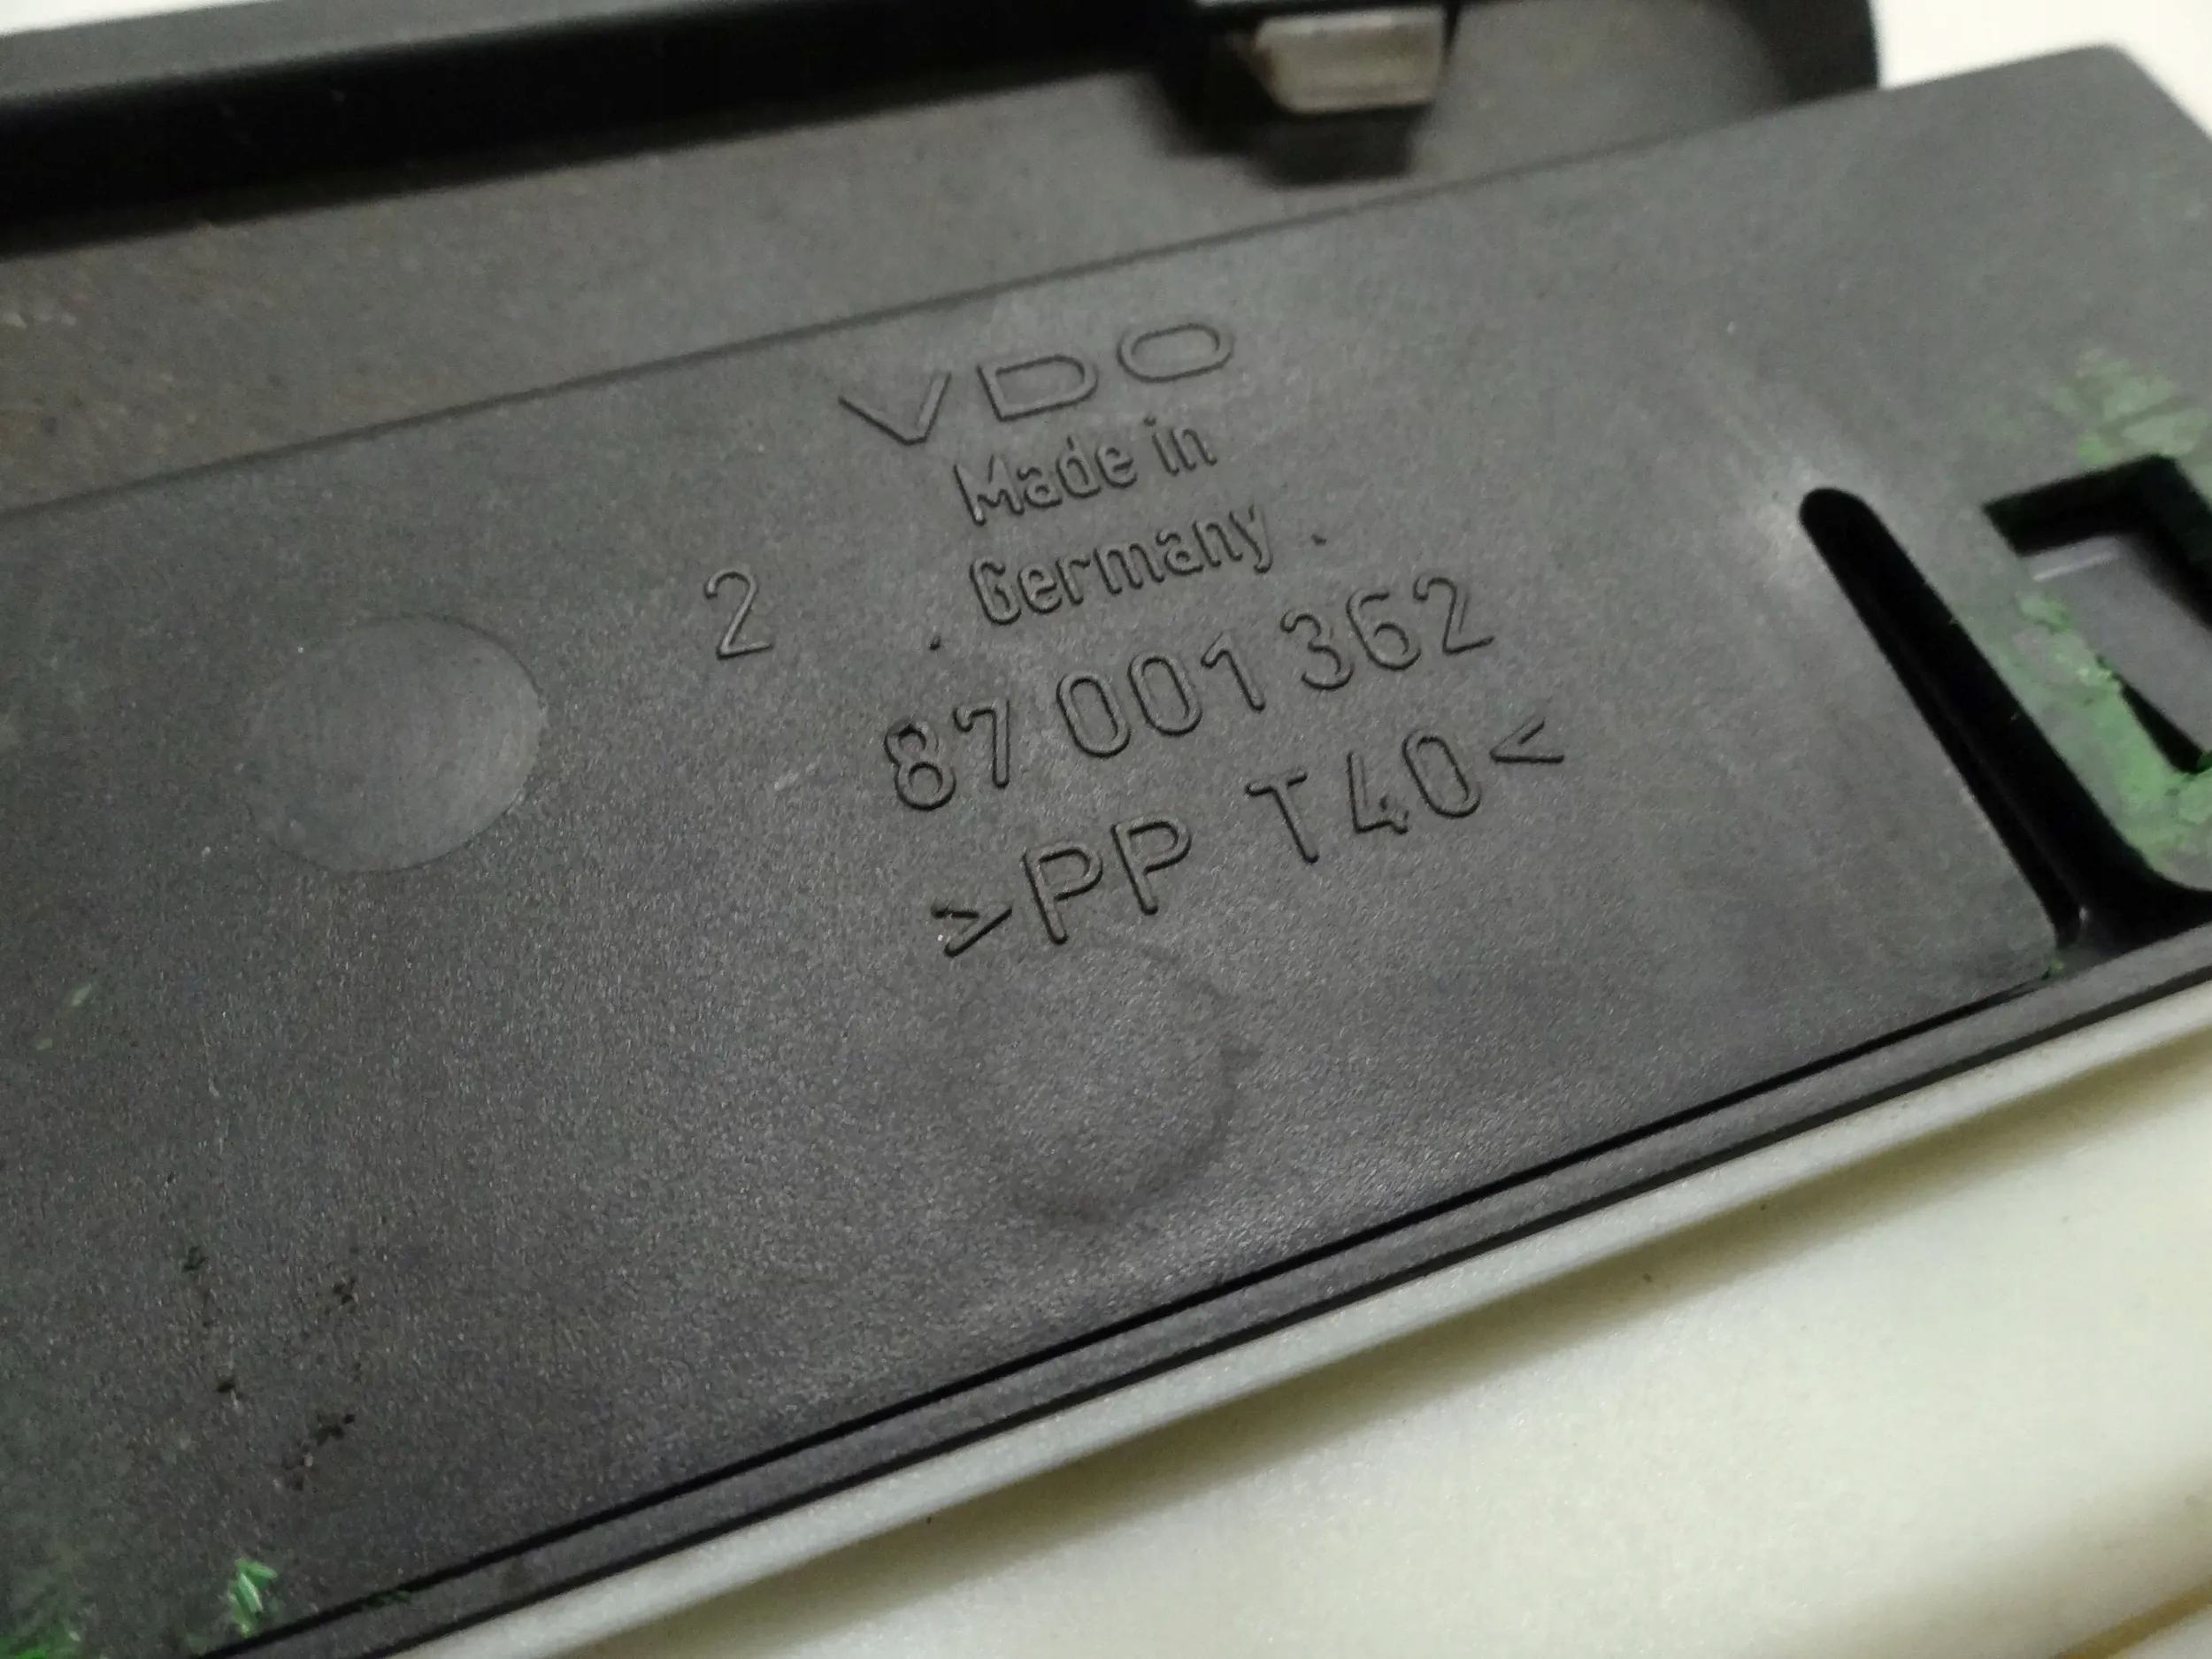 VDO
Made in
. Germany .
2
87 001 362
>PP T40<